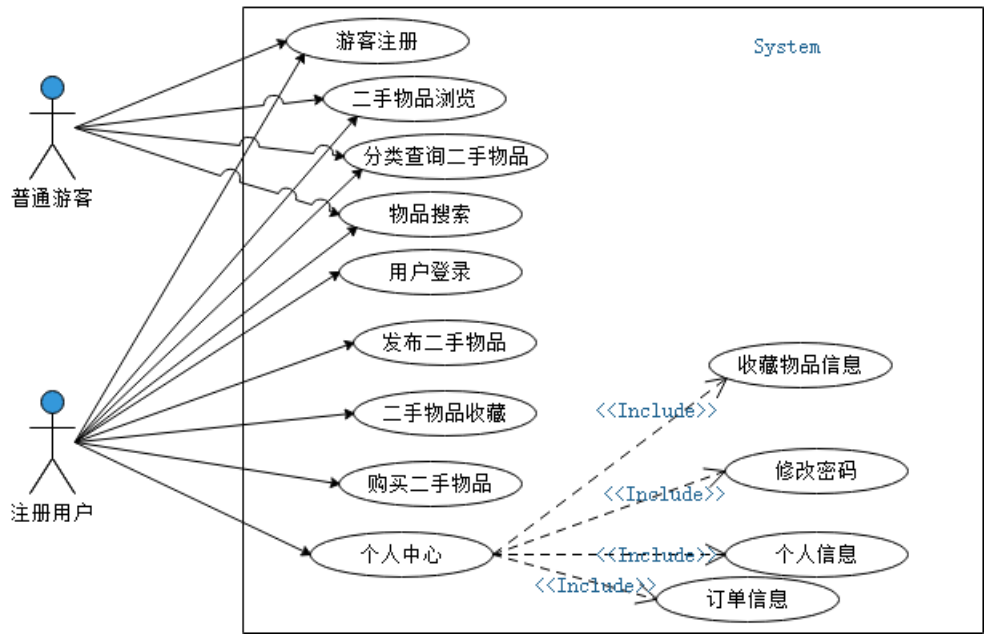 System
游客注册
二手物品浏览
分类查询二手物品
普通游客
物品搜索
用户登录
发布二手物品
收藏物品信息
<<Include>>
二手物品收藏
修改密码
购买二手物品
<<Include>>
注册用户
个人中心
<<Include>>
个人信息
<<Include>>
订单信息